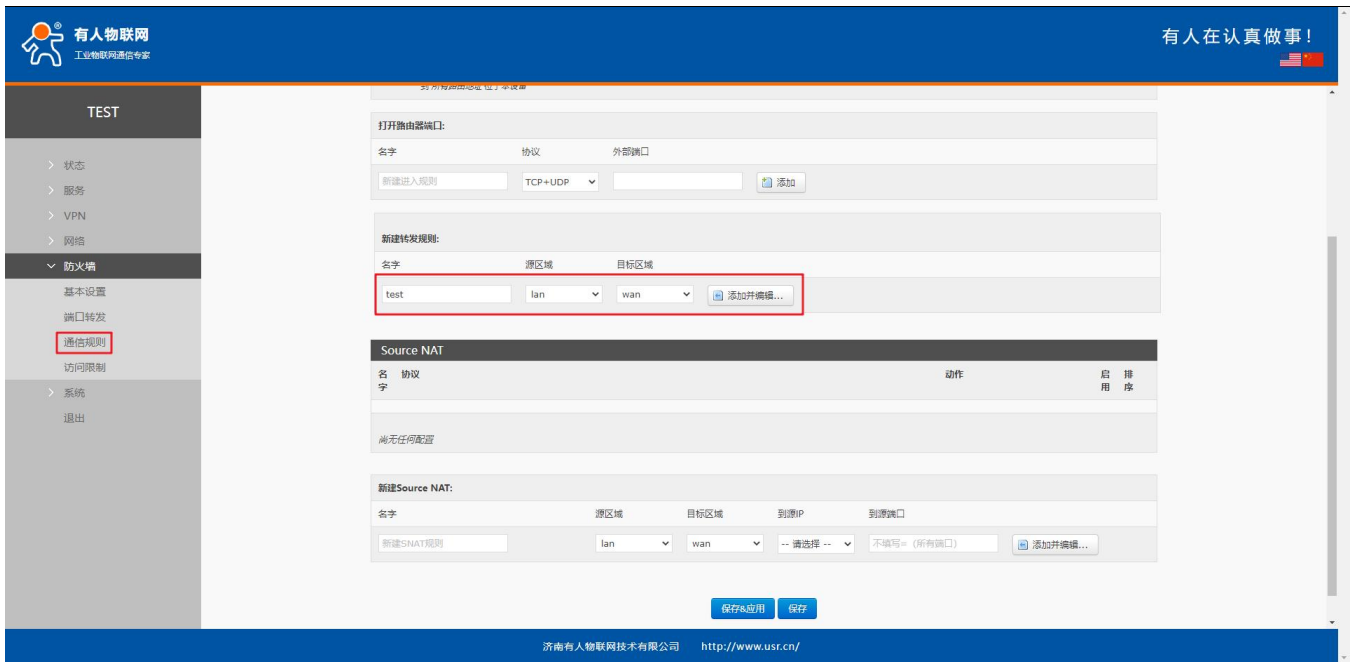 有人物联网
工业物联网通信专家
有人在认真做事！
TEST
状态
服务
VPN
网络
防火墙
基本设置
端口转发
通信规则
访问限制
系统
退出
打开路由器端口:
名字 协议 外部端口
新建进入规则 TCP+UDP 添加
新建转发规则:
名字 源区域 目标区域
test lan wan 添加并编辑...
Source NAT
名字 协议 动作 启用 排序
尚无任何配置
新建Source NAT:
名字 源区域 目标区域 到源IP 到源端口
新建SNAT规则 lan wan -- 请选择 -- 不填写=（所有端口） 添加并编辑...
保存&应用 保存
济南有人物联网技术有限公司 http://www.usr.cn/